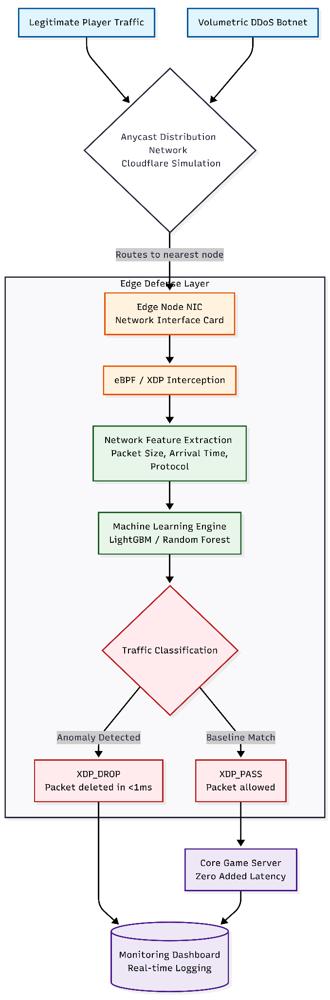 Legitimate Player Traffic
Volumetric DDoS Botnet
Anycast Distribution
Network
Cloudflare Simulation
Routes to nearest node
Edge Defense Layer
Edge Node NIC
Network Interface Card
eBPF / XDP Interception
Network Feature Extraction
Packet Size, Arrival Time,
Protocol
Machine Learning Engine
LightGBM / Random Forest
Traffic Classification
Anomaly Detected
Baseline Match
XDP_DROP
Packet deleted in <1ms
XDP_PASS
Packet allowed
Core Game Server
Zero Added Latency
Monitoring Dashboard
Real-time Logging